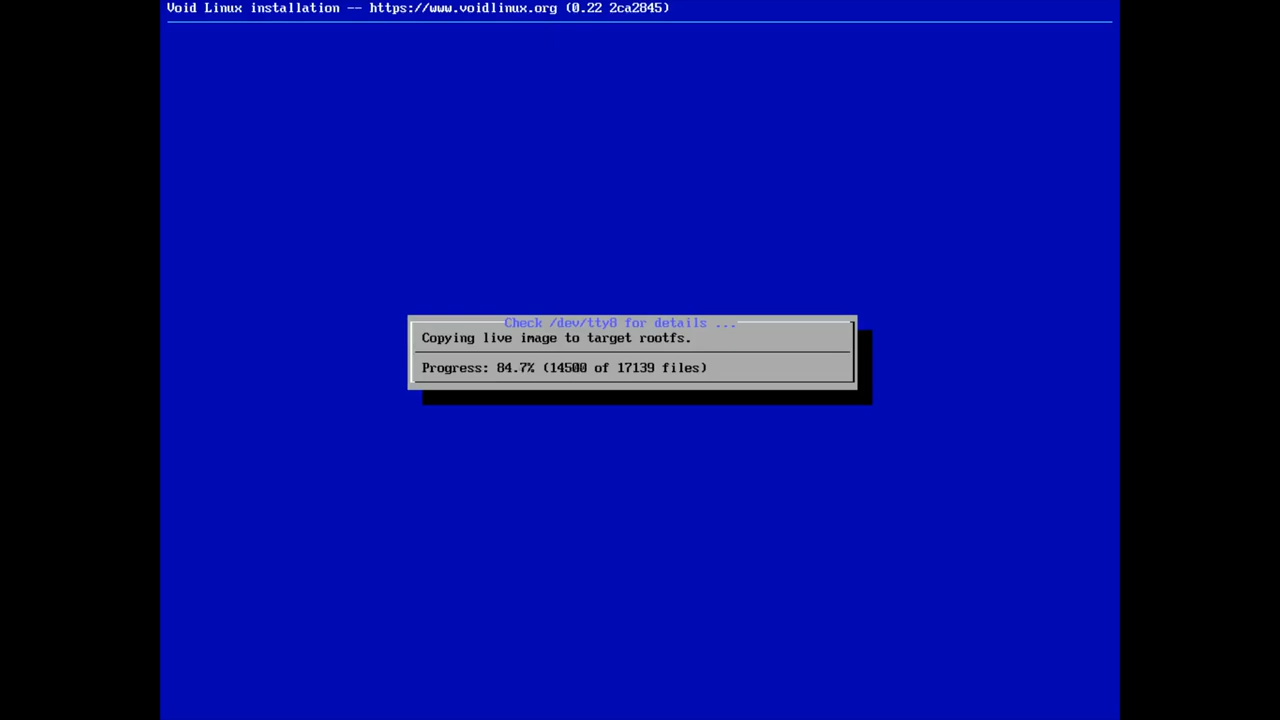 Void Linux installation -- https://www.voidlinux.org (0.22 2ca2845)
Check /dev/tty8 for details ...
Copying live image to target rootfs.
Progress: 84.7% (14500 of 17139 files)